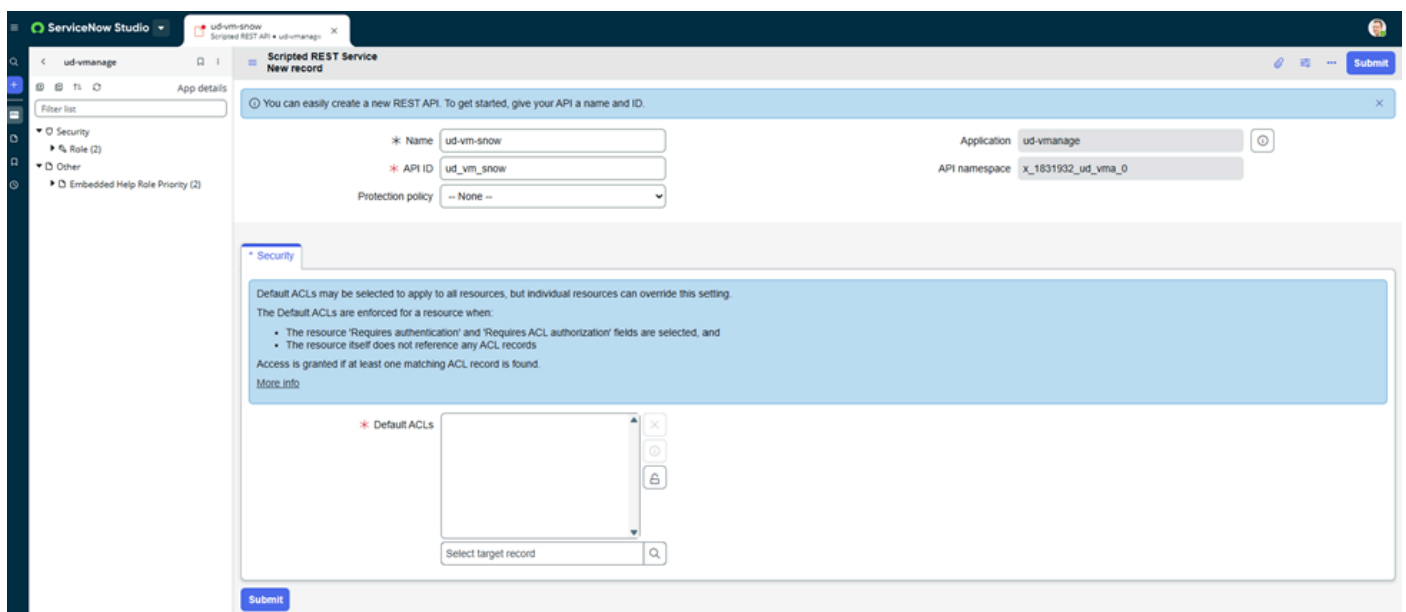 ServiceNow Studio
ud-vm-snow
Scripted REST API • ud-vmanage
ud-vmanage
App details
Filter list
Security
Role (2)
Other
Embedded Help Role Priority (2)
Scripted REST Service
New record
Submit
You can easily create a new REST API. To get started, give your API a name and ID.
* Name ud-vm-snow
Application ud-vmanage
* API ID ud_vm_snow
API namespace x_1831932_ud_vma_0
Protection policy -- None --
* Security
Default ACLs may be selected to apply to all resources, but individual resources can override this setting.
The Default ACLs are enforced for a resource when:
• The resource 'Requires authentication' and 'Requires ACL authorization' fields are selected, and
• The resource itself does not reference any ACL records
Access is granted if at least one matching ACL record is found.
More info
* Default ACLs
Select target record
Submit